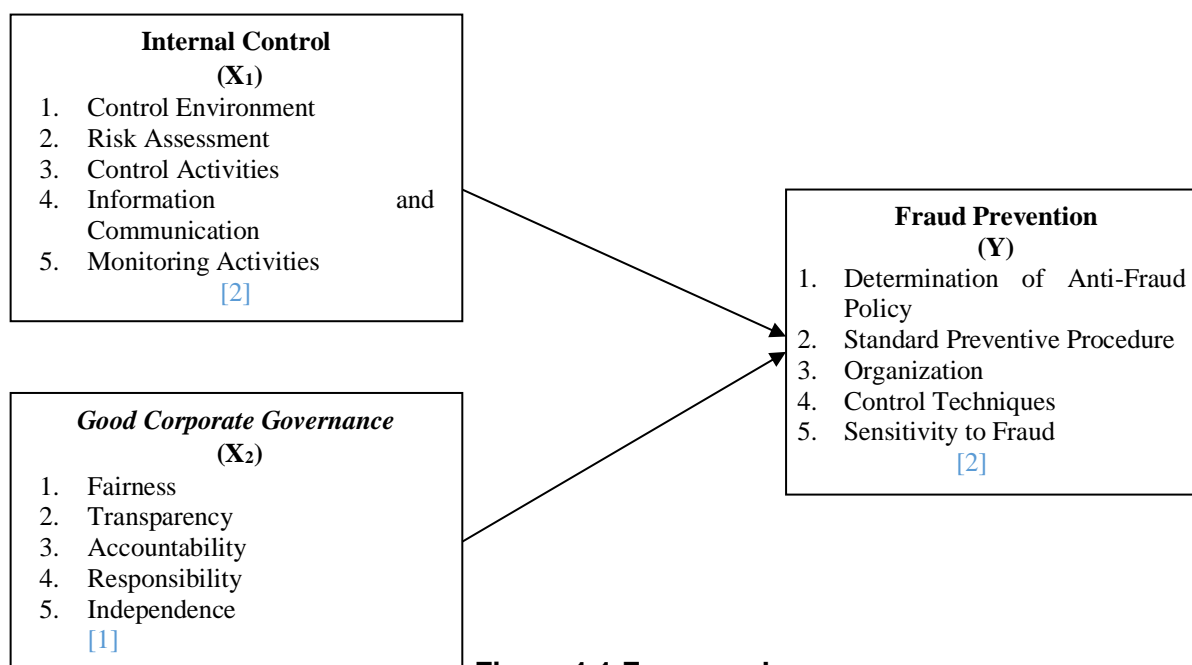 Internal Control
(X1)
1. Control Environment
2. Risk Assessment
3. Control Activities
4. Information and
Communication
5. Monitoring Activities
[2]
Good Corporate Governance
(X2)
1. Fairness
2. Transparency
3. Accountability
4. Responsibility
5. Independence
[1]
Fraud Prevention
(Y)
1. Determination of Anti-Fraud
Policy
2. Standard Preventive Procedure
3. Organization
4. Control Techniques
5. Sensitivity to Fraud
[2]